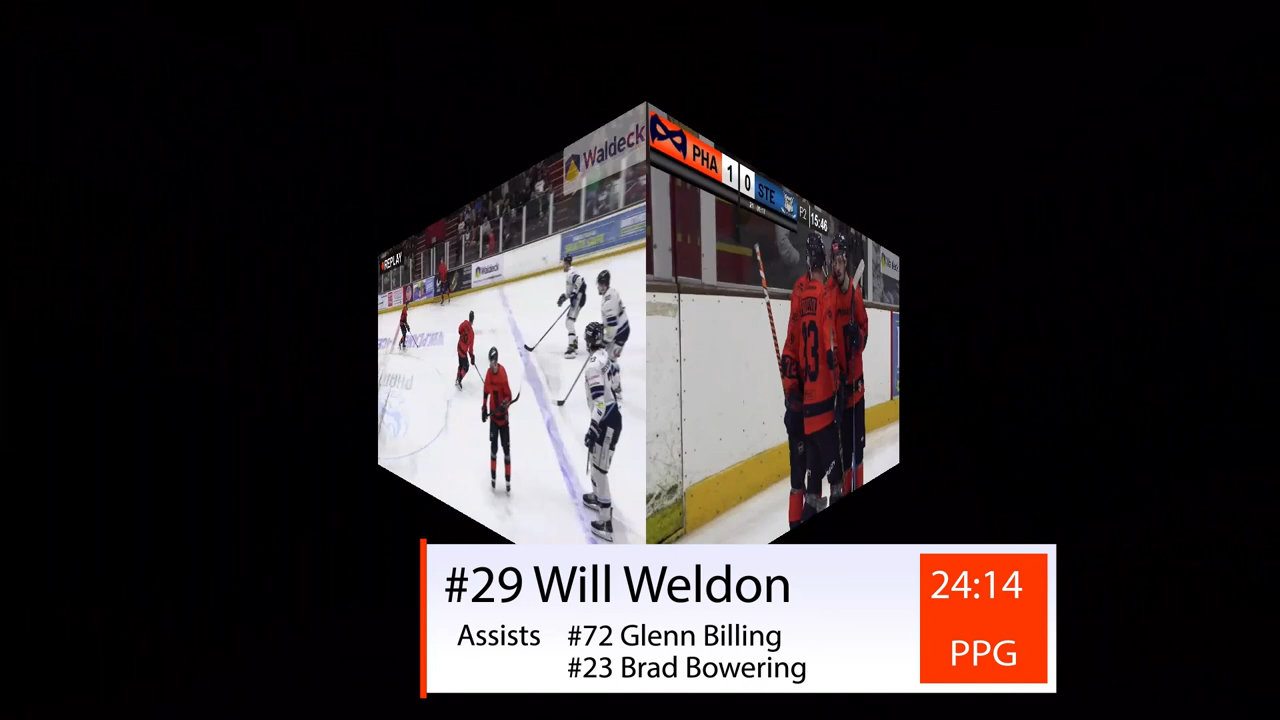 Waldeck
REPLAY
Waldeck
PHA 1 0 STE P2 15:46
#29 Will Weldon
24:14
Assists #72 Glenn Billing
#23 Brad Bowering
PPG